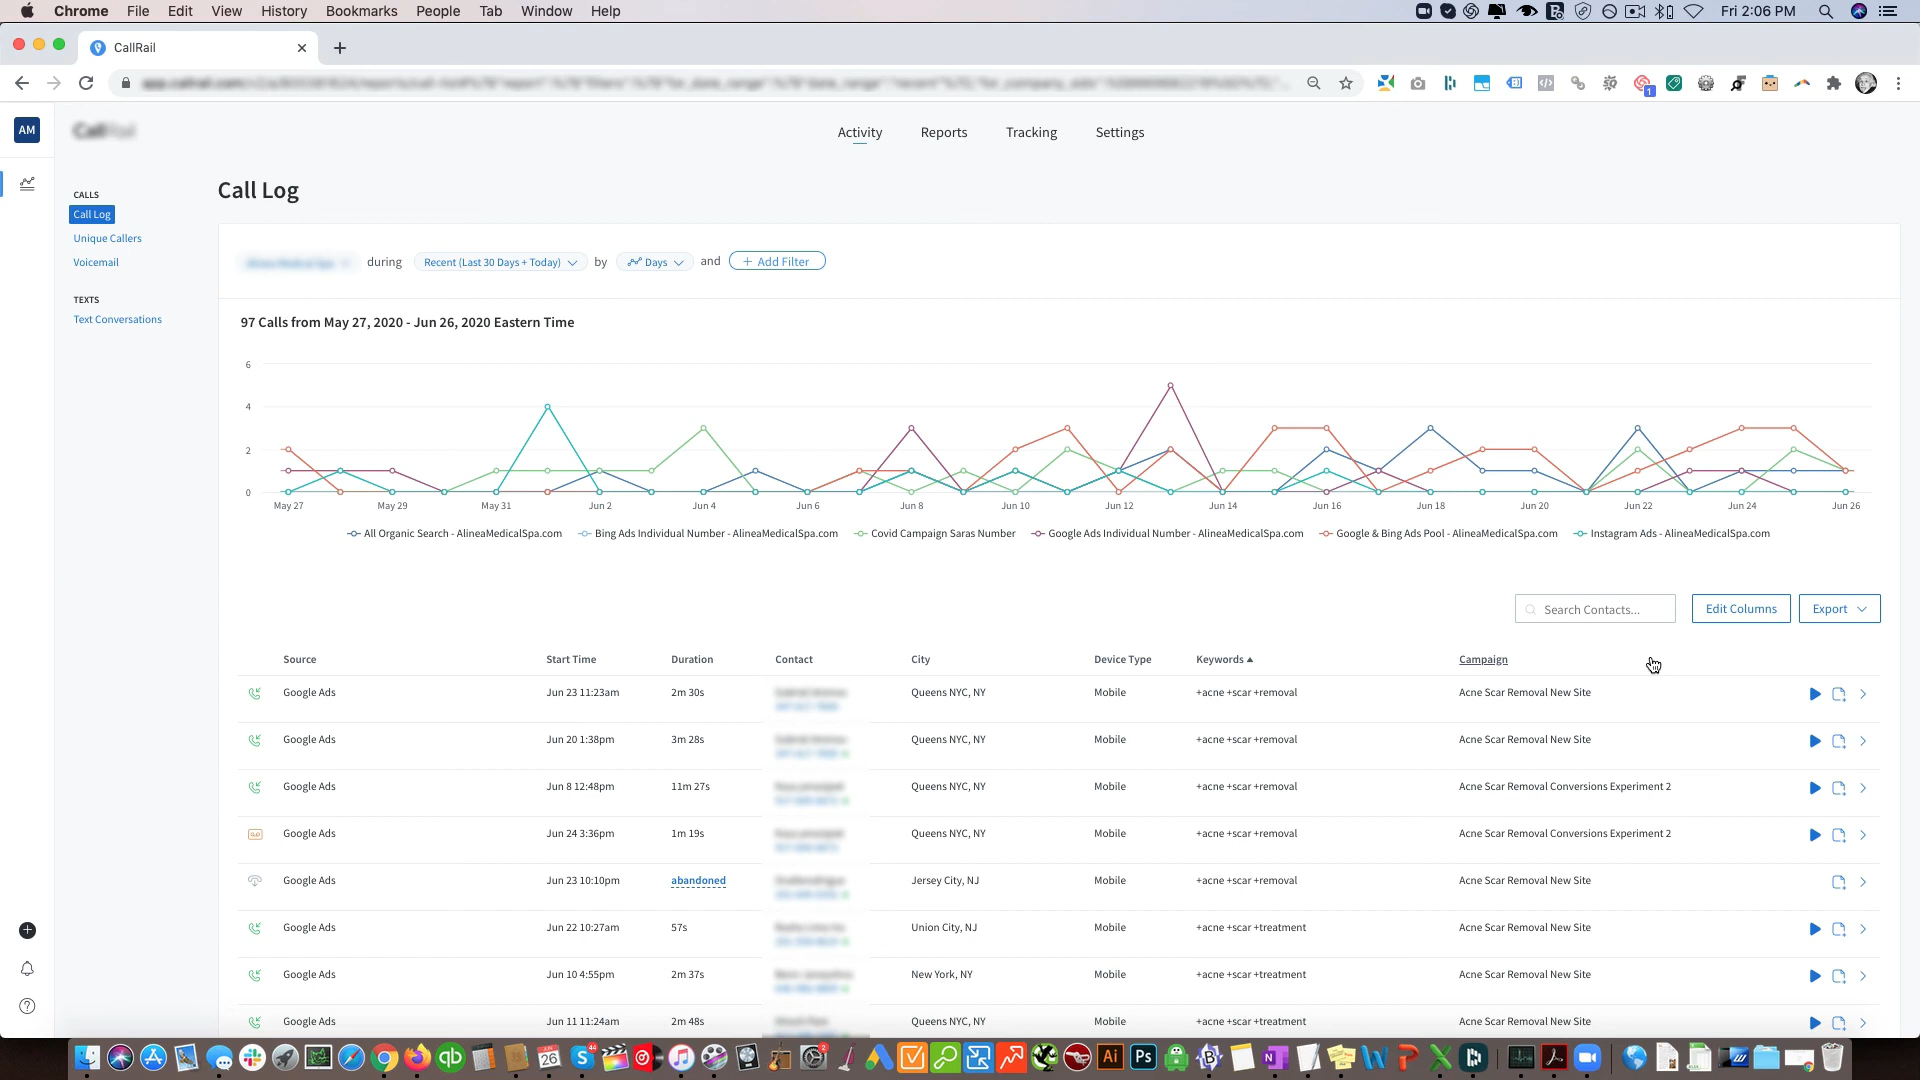 Chrome File Edit View History Bookmarks People Tab Window Help Fri 2:06 PM
CallRail
AM
Activity Reports Tracking Settings
CALLS
Call Log
Unique Callers
Voicemail
TEXTS
Text Conversations
Call Log
during Recent (Last 30 Days + Today) by Days and + Add Filter
97 Calls from May 27, 2020 - Jun 26, 2020 Eastern Time
6
4
2
0
May 27 May 29 May 31 Jun 2 Jun 4 Jun 6 Jun 8 Jun 10 Jun 12 Jun 14 Jun 16 Jun 18 Jun 20 Jun 22 Jun 24 Jun 26
All Organic Search - AlineaMedicalSpa.com Bing Ads Individual Number - AlineaMedicalSpa.com Covid Campaign Saras Number Google Ads Individual Number - AlineaMedicalSpa.com Google & Bing Ads Pool - AlineaMedicalSpa.com Instagram Ads - AlineaMedicalSpa.com
Search Contacts... Edit Columns Export
Source Start Time Duration Contact City Device Type Keywords Campaign
Google Ads Jun 23 11:23am 2m 30s Queens NYC, NY Mobile +acne +scar +removal Acne Scar Removal New Site
Google Ads Jun 20 1:38pm 3m 28s Queens NYC, NY Mobile +acne +scar +removal Acne Scar Removal New Site
Google Ads Jun 8 12:48pm 11m 27s Queens NYC, NY Mobile +acne +scar +removal Acne Scar Removal Conversions Experiment 2
Google Ads Jun 24 3:36pm 1m 19s Queens NYC, NY Mobile +acne +scar +removal Acne Scar Removal Conversions Experiment 2
Google Ads Jun 23 10:10pm abandoned Jersey City, NJ Mobile +acne +scar +removal Acne Scar Removal New Site
Google Ads Jun 22 10:27am 57s Union City, NJ Mobile +acne +scar +treatment Acne Scar Removal New Site
Google Ads Jun 10 4:55pm 2m 37s New York, NY Mobile +acne +scar +treatment Acne Scar Removal New Site
Google Ads Jun 11 11:24am 2m 48s Queens NYC, NY Mobile +acne +scar +treatment Acne Scar Removal New Site